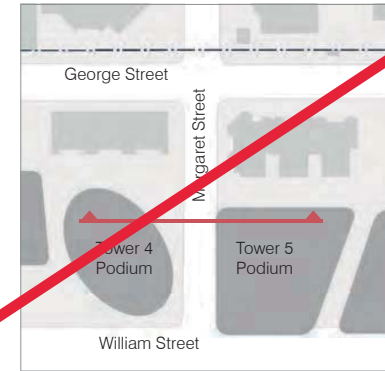 George Street
Margaret Street
Tower 4
Podium
Tower 5
Podium
William Street